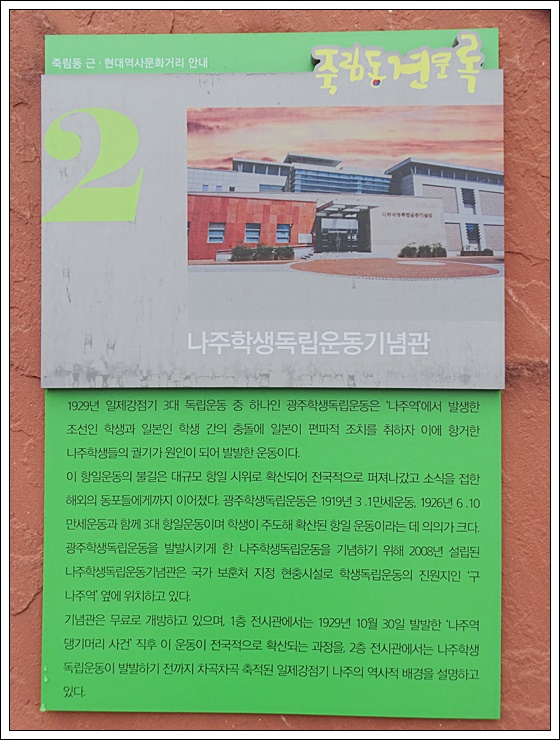 죽림동 근·현대역사문화거리 안내
죽림동견문록
2
나주학생독립운동기념관
나주학생독립운동기념관
1929년 일제강점기 3대 독립운동 중 하나인 광주학생독립운동은 '나주역'에서 발생한
조선인 학생과 일본인 학생 간의 충돌에 일본이 편파적 조치를 취하자 이에 항거한
나주학생들의 궐기가 원인이 되어 발발한 운동이다.
이 항일운동의 불길은 대규모 항일 시위로 확산되어 전국적으로 퍼져나갔고 소식을 접한
해외의 동포들에게까지 이어졌다. 광주학생독립운동은 1919년 3 .1만세운동, 1926년 6 .10
만세운동과 함께 3대 항일운동이며 학생이 주도해 확산된 항일 운동이라는 데 의의가 크다.
광주학생독립운동을 발발시키게 한 나주학생독립운동을 기념하기 위해 2008년 설립된
나주학생독립운동기념관은 국가 보훈처 지정 현충시설로 학생독립운동의 진원지인 '구
나주역' 옆에 위치하고 있다.
기념관은 무료로 개방하고 있으며, 1층 전시관에서는 1929년 10월 30일 발발한 '나주역
댕기머리 사건' 직후 이 운동이 전국적으로 확산되는 과정을, 2층 전시관에서는 나주학생
독립운동이 발발하기 전까지 차곡차곡 축적된 일제강점기 나주의 역사적 배경을 설명하고
있다.